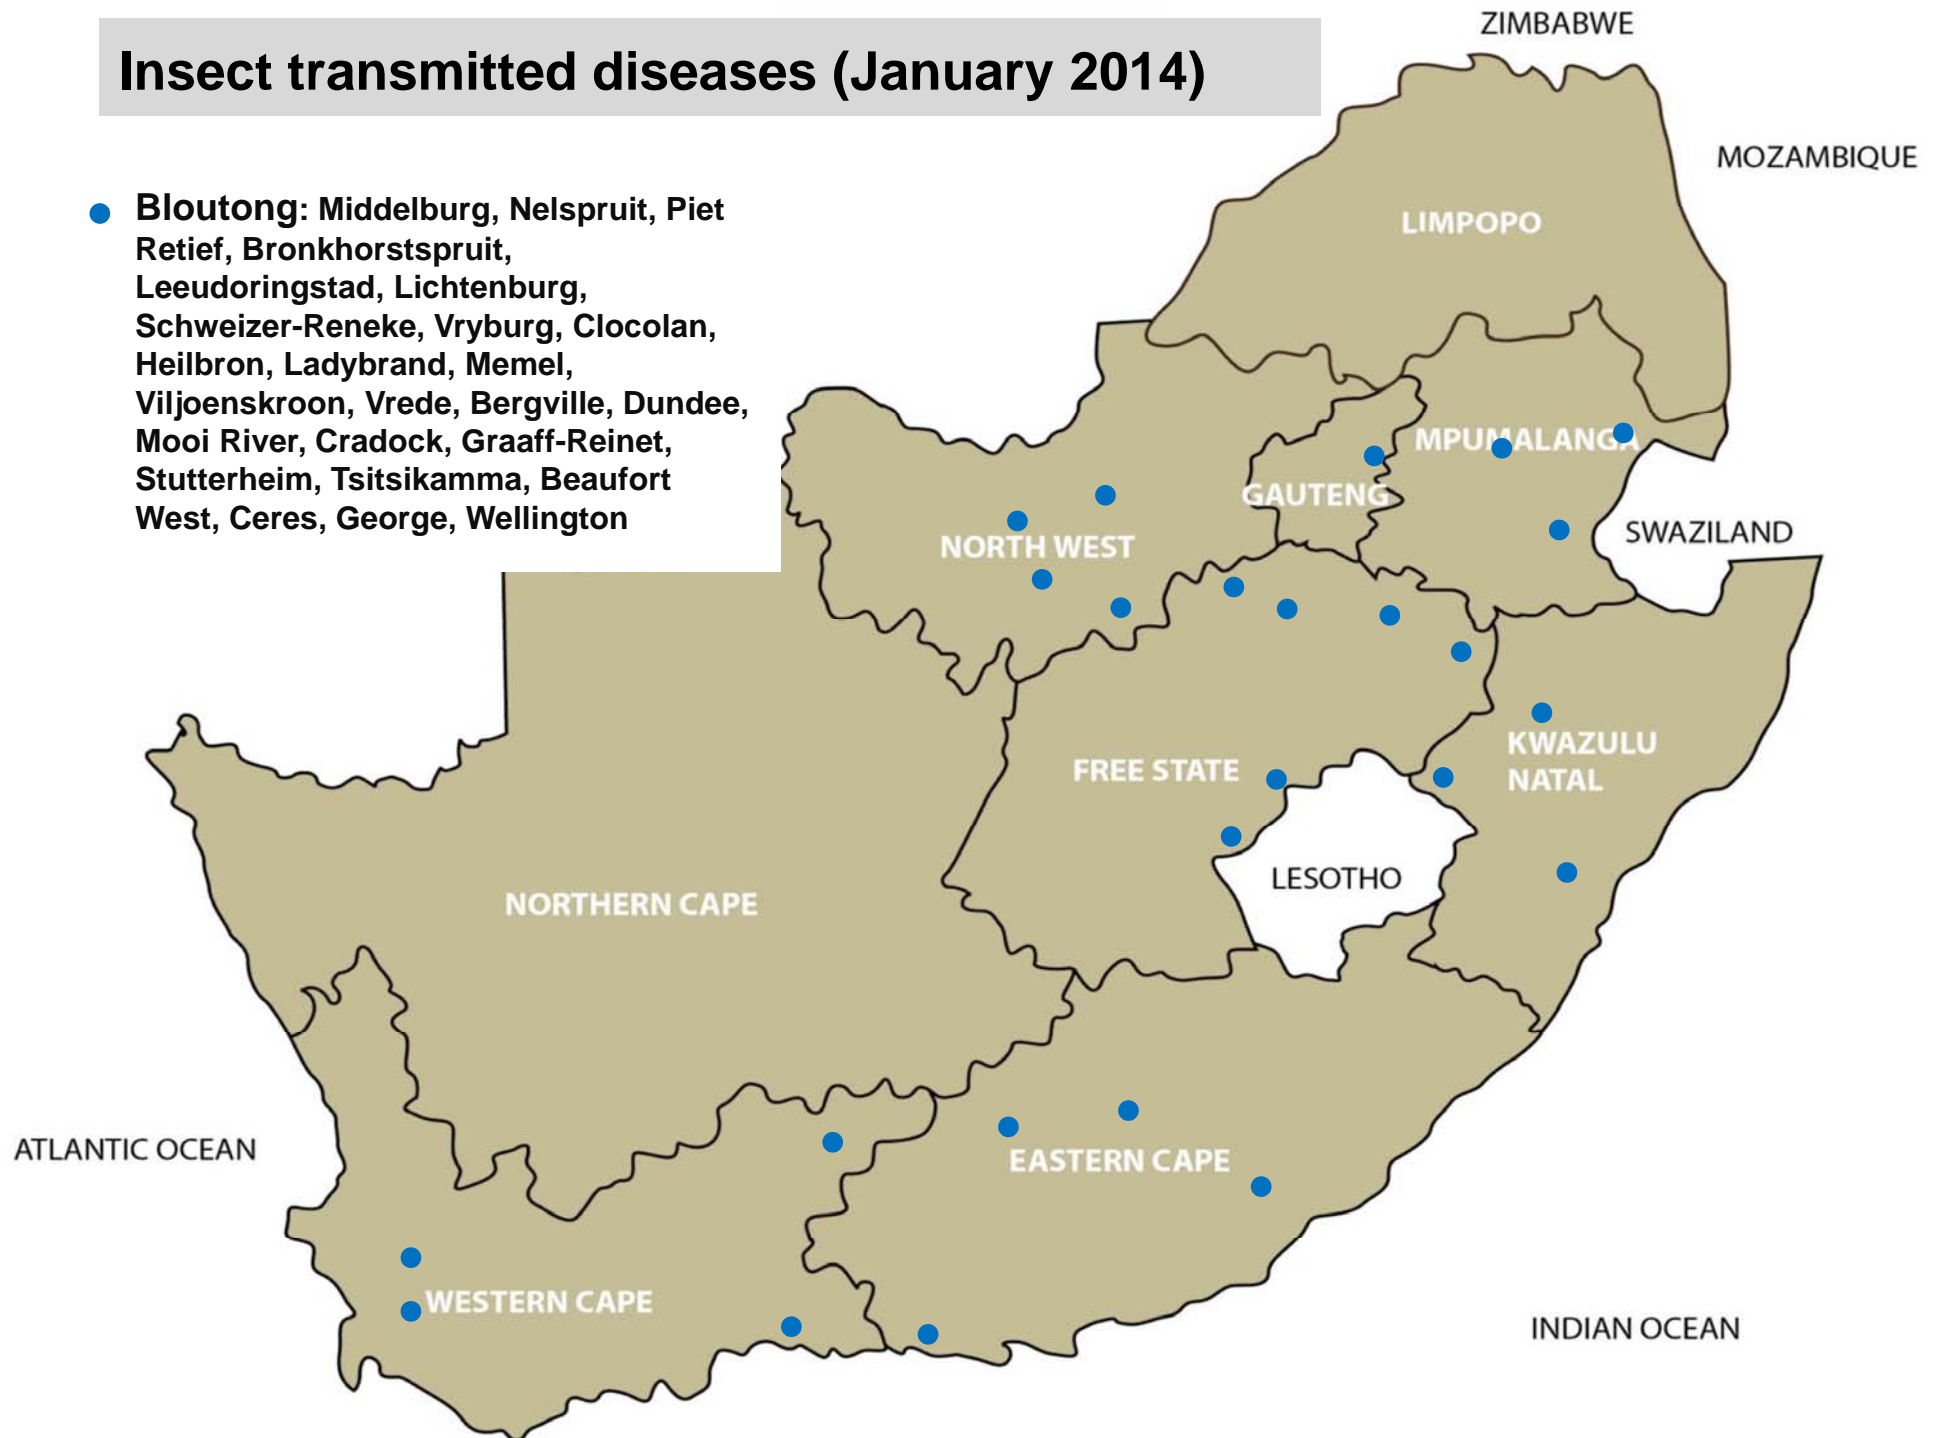 Insect transmitted diseases (January 2014)
Bloutong: Middelburg, Nelspruit, Piet
Retief, Bronkhorstspruit,
Leeudoringstad, Lichtenburg,
Schweizer-Reneke, Vryburg, Clocolan,
Heilbron, Ladybrand, Memel,
Viljoenskroon, Vrede, Bergville, Dundee,
Mooi River, Cradock, Graaff-Reinet,
Stutterheim, Tsitsikamma, Beaufort
West, Ceres, George, Wellington
ZIMBABWE
MOZAMBIQUE
LIMPOPO
MPUMALANGA
GAUTENG
SWAZILAND
NORTH WEST
KWAZULU
NATAL
FREE STATE
LESOTHO
NORTHERN CAPE
ATLANTIC OCEAN
EASTERN CAPE
WESTERN CAPE
INDIAN OCEAN